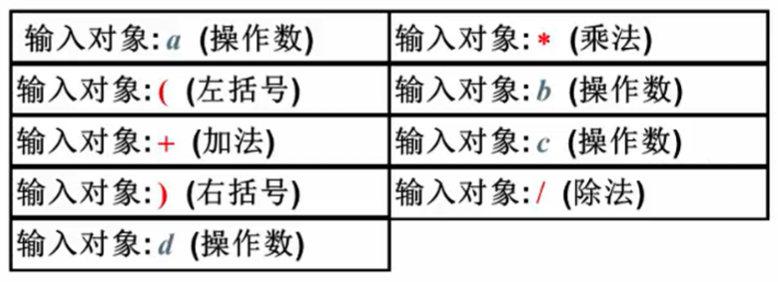 输入对象:a (操作数)
输入对象:* (乘法)
输入对象:( (左括号)
输入对象:b (操作数)
输入对象:+ (加法)
输入对象:c (操作数)
输入对象:) (右括号)
输入对象:/ (除法)
输入对象:d (操作数)